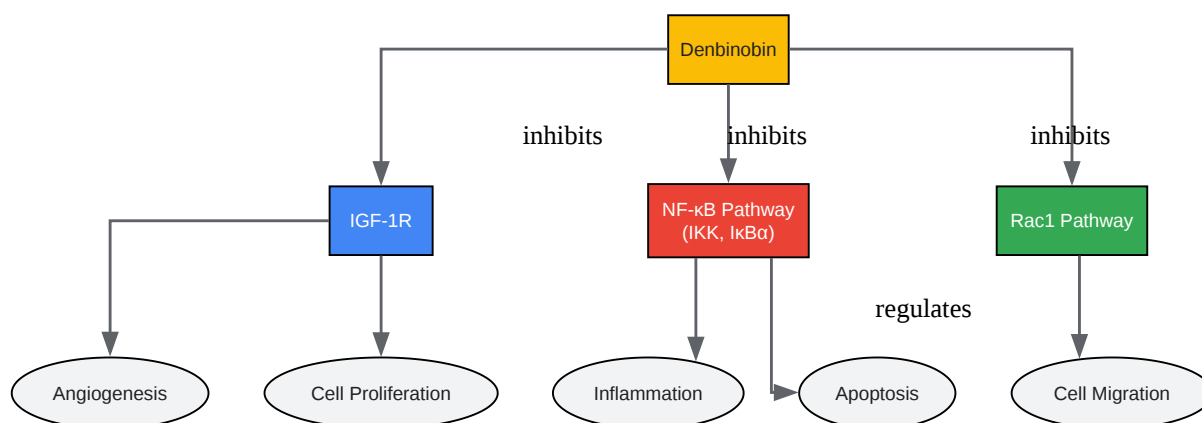 Denbinobin
inhibits
inhibits
inhibits
IGF-1R
NF-κB Pathway
(IKK, IκBα)
Rac1 Pathway
regulates
Angiogenesis
Cell Proliferation
Inflammation
Apoptosis
Cell Migration